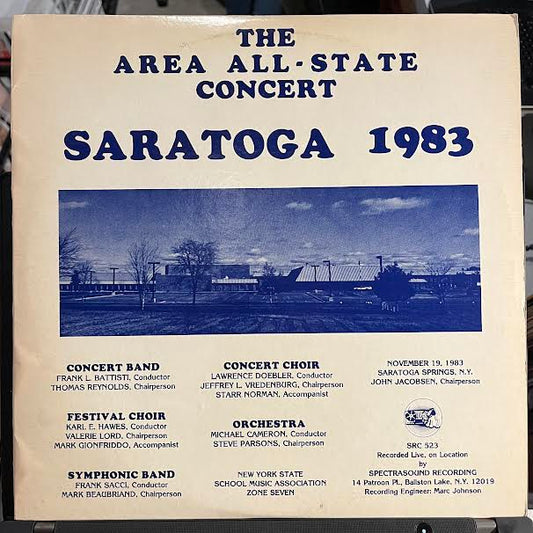 THE
AREA ALL-STATE
CONCERT
SARATOGA 1983
CONCERT BAND
FRANK L. BATTISTI, Conductor
THOMAS REYNOLDS, Chairperson
FESTIVAL CHOIR
KARL E. HAWES, Conductor
VALERIE LORD, Chairperson
MARK GIONFRIDDO, Accompanist
SYMPHONIC BAND
FRANK SACCI, Conductor
MARK BEAUBRIAND, Chairperson
CONCERT CHOIR
LAWRENCE DOEBLER, Conductor
JEFFREY L. VREDENBURG, Chairperson
STARR NORMAN, Accompanist
ORCHESTRA
MICHAEL CAMERON, Conductor
STEVE PARSONS, Chairperson
NEW YORK STATE
SCHOOL MUSIC ASSOCIATION
ZONE SEVEN
NOVEMBER 19, 1983
SARATOGA SPRINGS, N.Y.
JOHN JACOBSEN, Chairperson
SRC 523
Recorded Live, on Location
by
SPECTRASOUND RECORDING
14 Patroon PL., Ballston Lake, N.Y. 12019
Recording Engineer: Marc Johnson